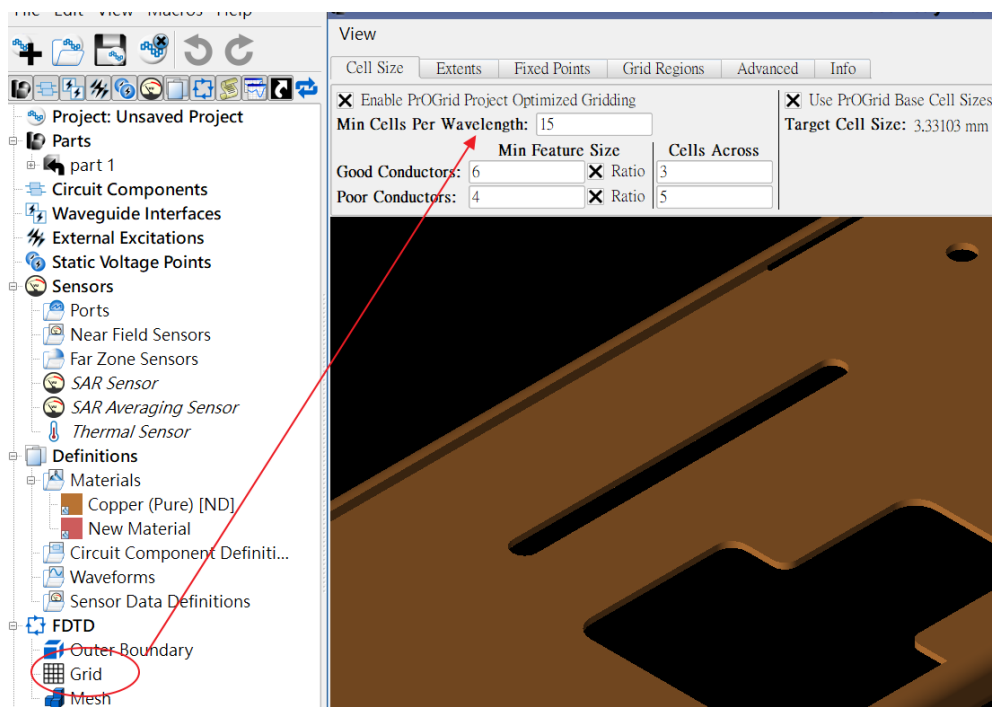 File Edit View Macros Help
Project: Unsaved Project
Parts
part 1
Circuit Components
Waveguide Interfaces
External Excitations
Static Voltage Points
Sensors
Ports
Near Field Sensors
Far Zone Sensors
SAR Sensor
SAR Averaging Sensor
Thermal Sensor
Definitions
Materials
Copper (Pure) [ND]
New Material
Circuit Component Definiti...
Waveforms
Sensor Data Definitions
FDTD
Outer Boundary
Grid
Mesh
View
Cell Size Extents Fixed Points Grid Regions Advanced Info
Enable PrOGrid Project Optimized Gridding
Min Cells Per Wavelength: 15
Min Feature Size Cells Across
Good Conductors: 6 Ratio 3
Poor Conductors: 4 Ratio 5
Use PrOGrid Base Cell Sizes
Target Cell Size: 3.33103 mm